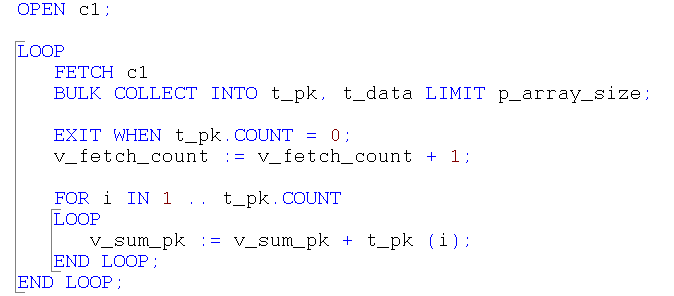 OPEN c1;
LOOP
FETCH c1
BULK COLLECT INTO t_pk, t_data LIMIT p_array_size;
EXIT WHEN t_pk.COUNT = 0;
v_fetch_count := v_fetch_count + 1;
FOR i IN 1 .. t_pk.COUNT
LOOP
v_sum_pk := v_sum_pk + t_pk (i);
END LOOP;
END LOOP;